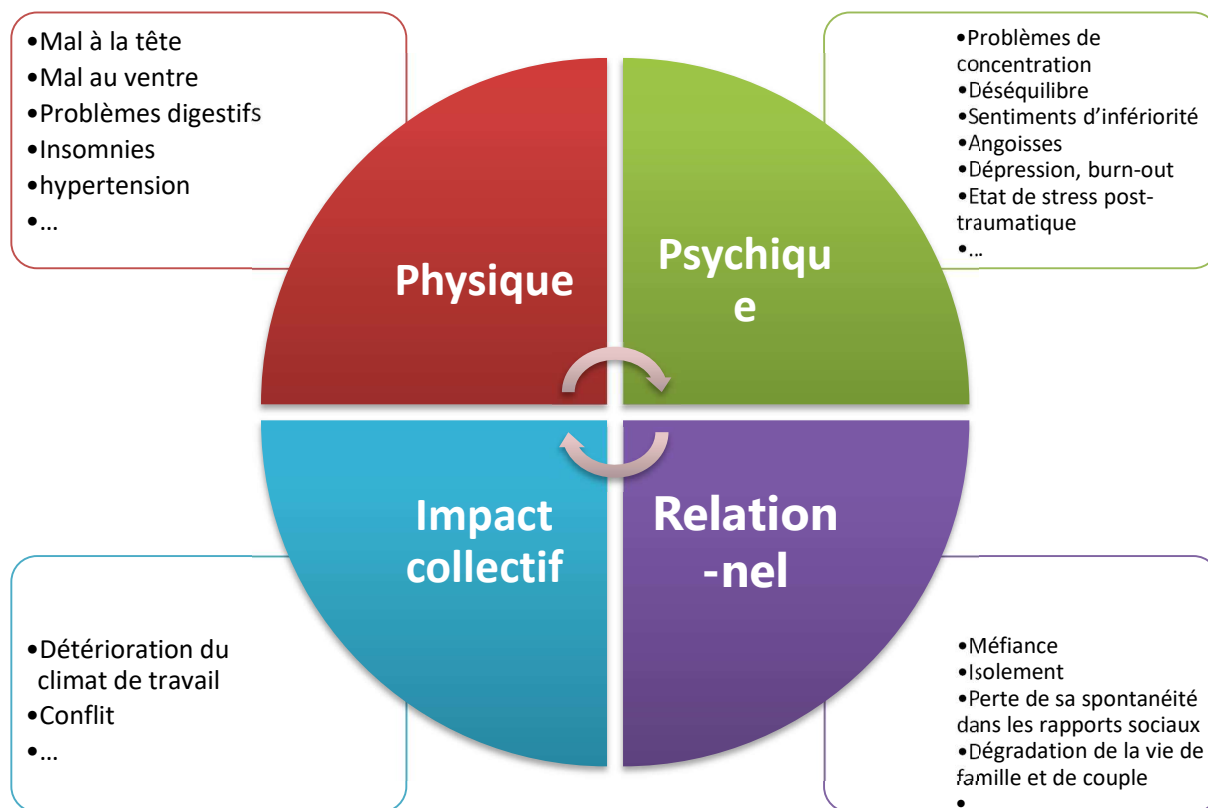 •Mal à la tête
•Mal au ventre
•Problèmes digestifs
•Insomnies
•hypertension
•...
•Problèmes de
concentration
•Déséquilibre
•Sentiments d'infériorité
•Angoisses
•Dépression, burn-out
•Etat de stress post-
traumatique
•...
Physique
Psychiqu
e
Impact
collectif
Relation
-nel
•Détérioration du
climat de travail
•Conflit
•...
•Méfiance
•Isolement
•Perte de sa spontanéité
dans les rapports sociaux
•Dégradation de la vie de
famille et de couple
•